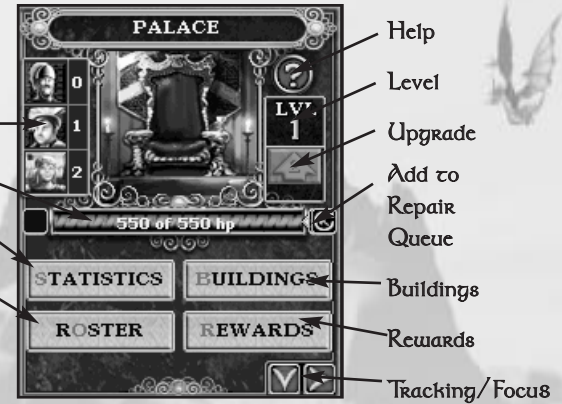 PALACE
Help
0
Level
LVL
1
1
Upgrade
2
Add to
Repair
Queue
550 of 550 hp
STATISTICS
BUILDINGS
Buildings
ROSTER
REWARDS
Rewards
Tracking/Focus